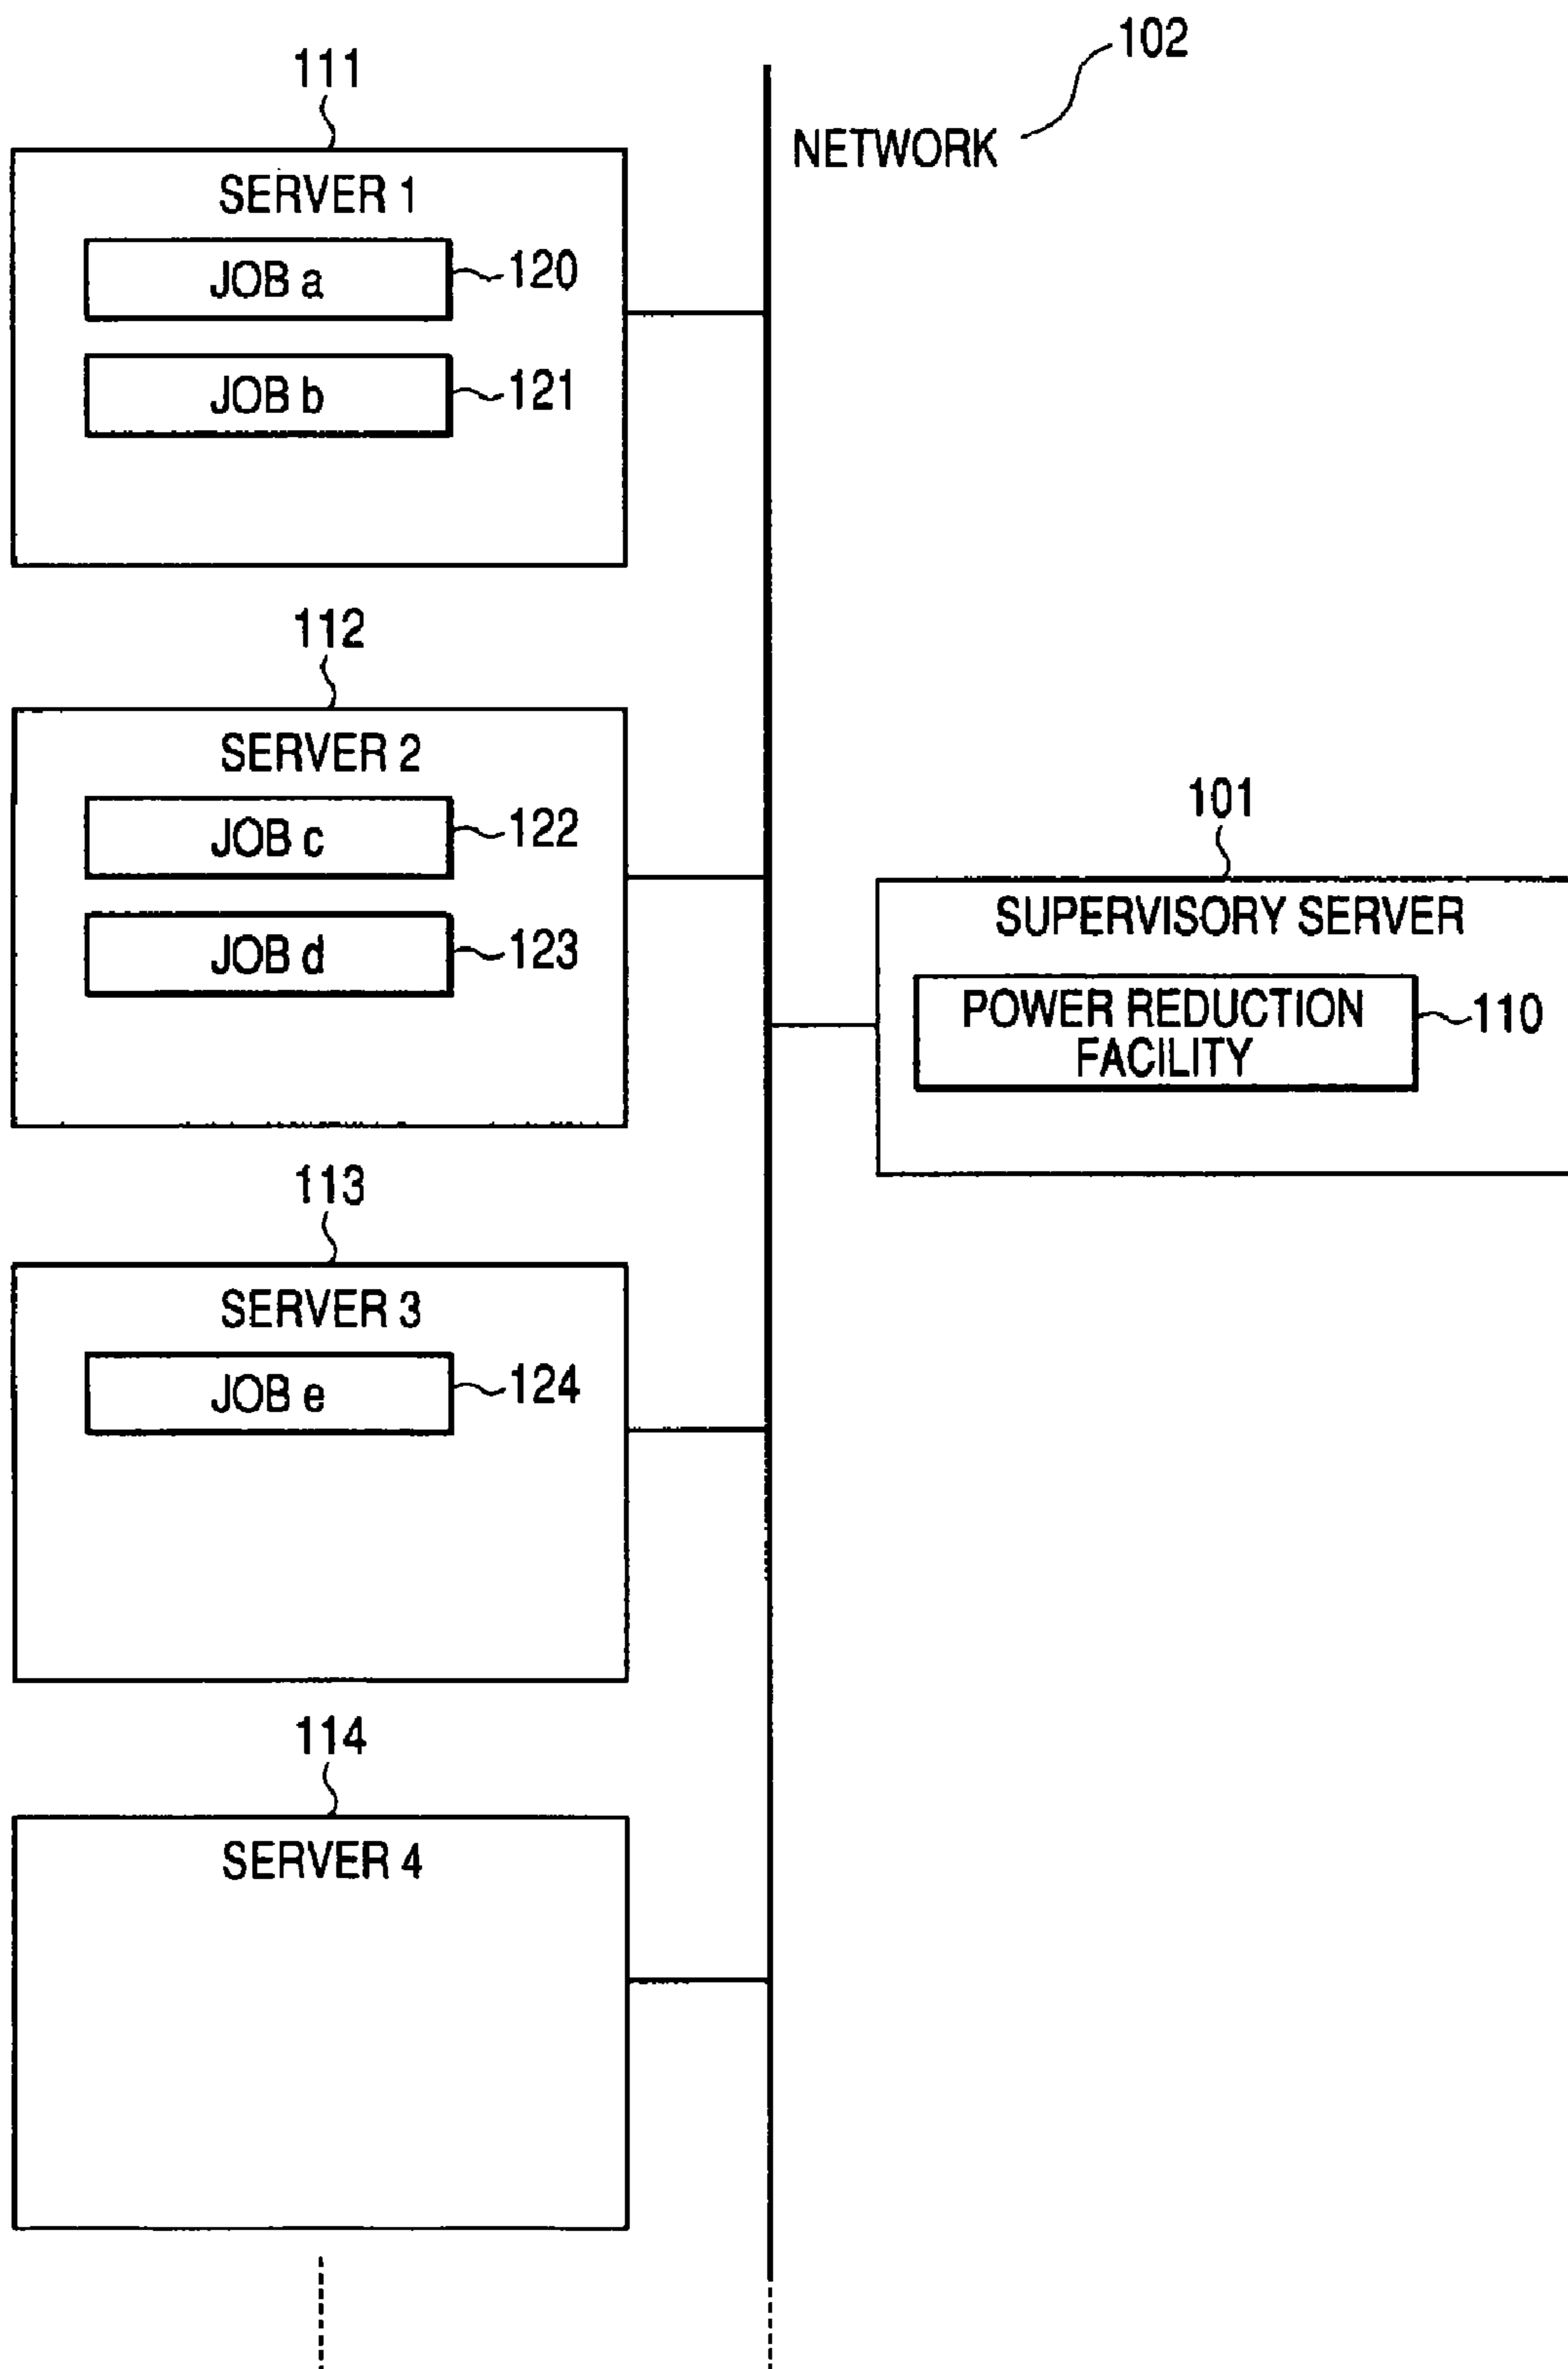 102
111
NETWORK
SERVER 1
JOB a
120
JOB b
121
112
SERVER 2
JOB c
122
JOB d
123
101
SUPERVISORY SERVER
POWER REDUCTION
FACILITY
110
113
SERVER 3
JOB e
124
114
SERVER 4